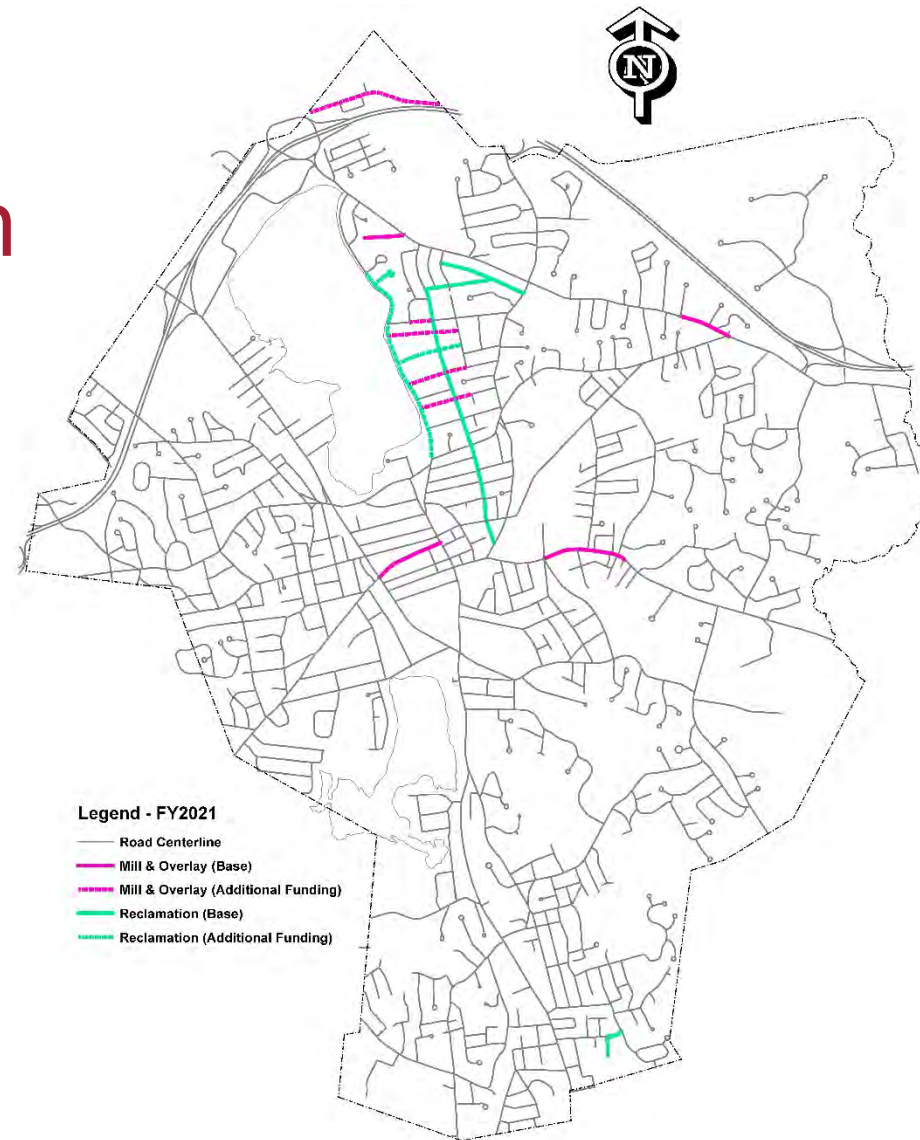 N
Legend - FY2021
Road Centerline
Mill & Overlay (Base)
Mill & Overlay (Additional Funding)
Reclamation (Base)
Reclamation (Additional Funding)